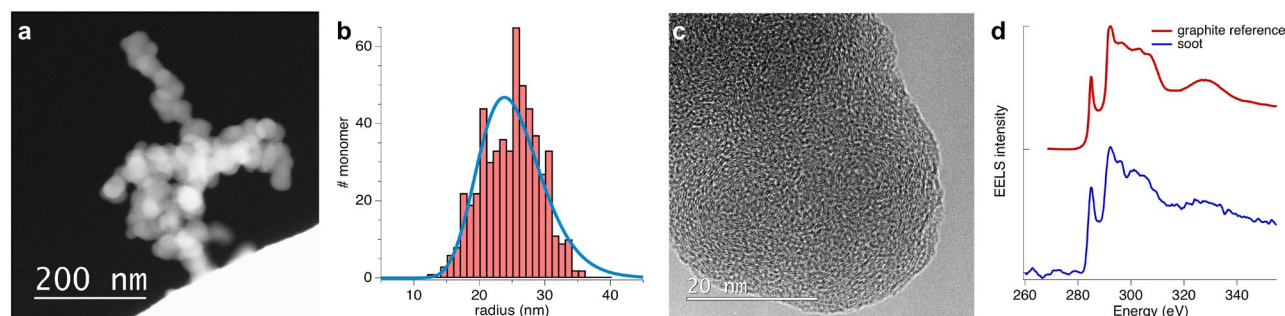 a
200 nm
b
# monomer
60
40
20
0
10 20 30 40
radius (nm)
c
20 nm
d
graphite reference
soot
EELS intensity
260 280 300 320 340
Energy (eV)